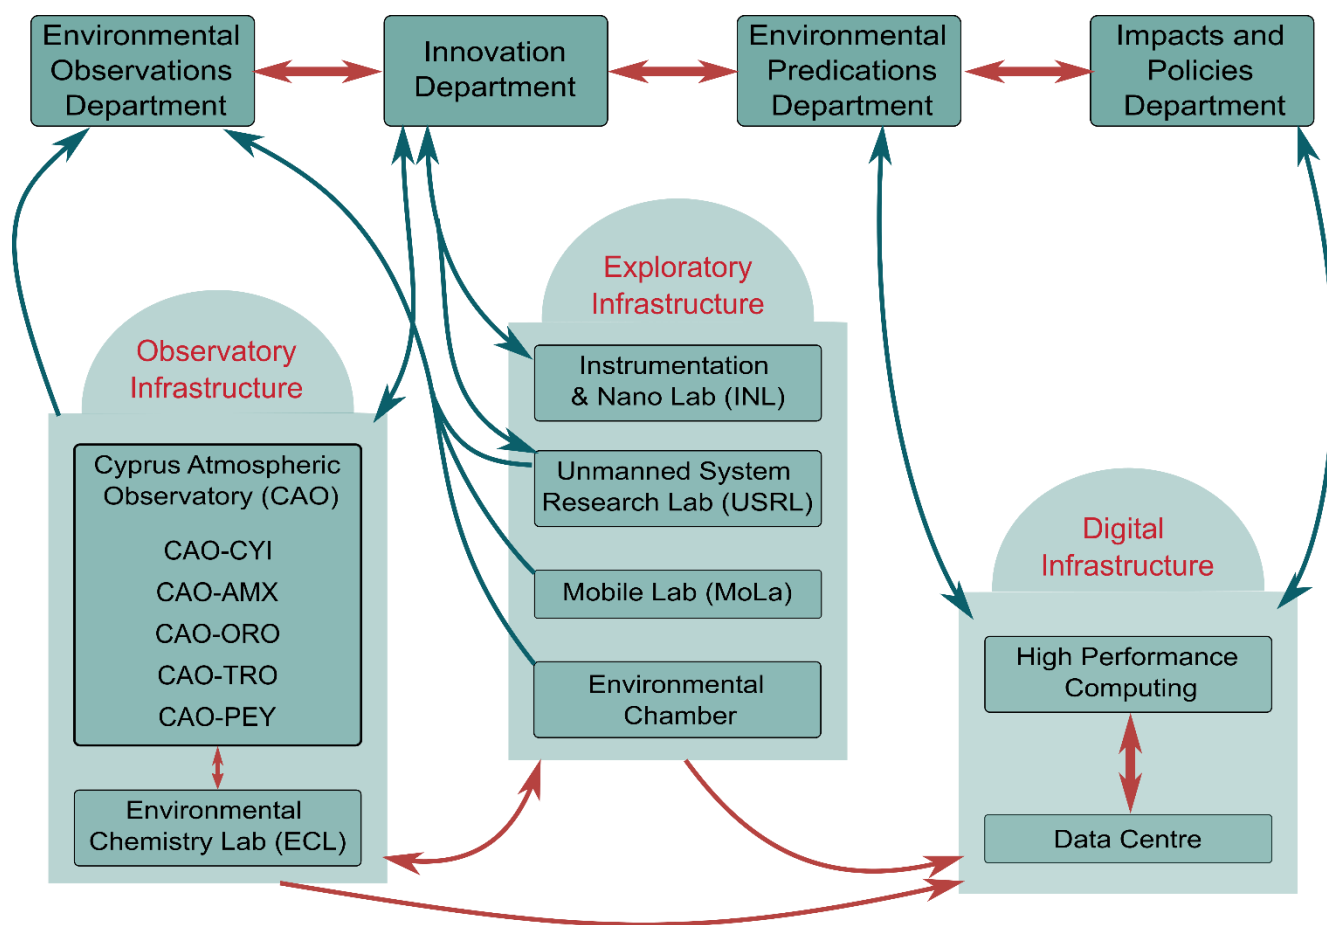 Environmental
Observations
Department
Innovation
Department
Environmental
Predications
Department
Impacts and
Policies
Department
Observatory
Infrastructure
Cyprus Atmospheric
Observatory (CAO)
CAO-CYI
CAO-AMX
CAO-ORO
CAO-TRO
CAO-PEY
Environmental
Chemistry Lab (ECL)
Exploratory
Infrastructure
Instrumentation
& Nano Lab (INL)
Unmanned System
Research Lab (USRL)
Mobile Lab (MoLa)
Environmental
Chamber
Digital
Infrastructure
High Performance
Computing
Data Centre